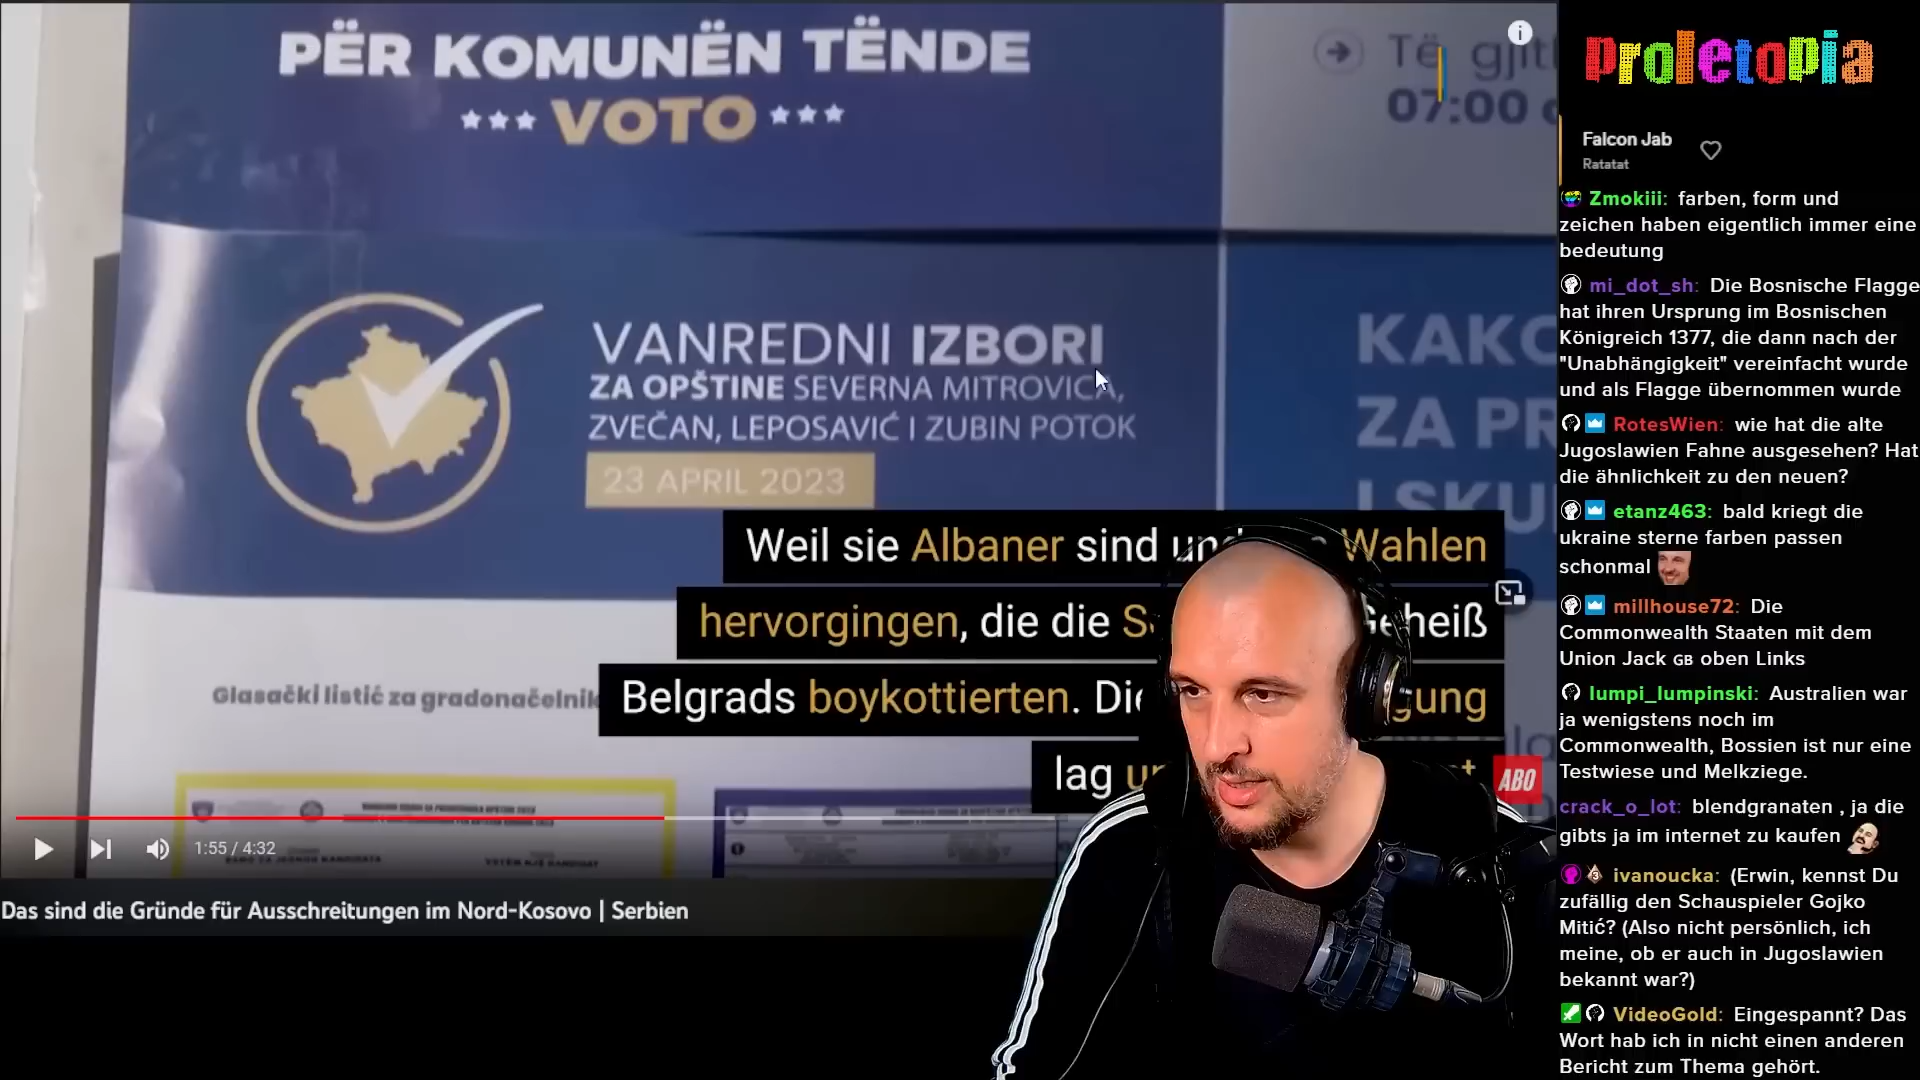 PËR KOMUNËN TËNDE
VOTO
07:00
VANREDNI IZBORI
ZA OPŠTINE SEVERNA MITROVICA,
ZVEČAN, LEPOSAVIĆ I ZUBIN POTOK
23 APRIL 2023
ZA
Weil sie Albaner sind Wahlen
hervorgingen, die die Geheiß
Belgrads boykottierten.
lag
ABO
Glasački listić za gradonačelnik
1:55 / 4:32
Das sind die Gründe für Ausschreitungen im Nord-Kosovo | Serbien
Proletopia
Falcon Jab
Ratatat
Zmokiii: farben, form und
zeichen haben eigentlich immer eine
bedeutung
mi_dot_sh: Die Bosnische Flagge
hat ihren Ursprung im Bosnischen
Königreich 1377, die dann nach der
"Unabhängigkeit" vereinfacht wurde
und als Flagge übernommen wurde
RotesWien: wie hat die alte
Jugoslawien Fahne ausgesehen? Hat
die ähnlichkeit zu den neuen?
etanz463: bald kriegt die
ukraine sterne farben passen
schonmal
millhouse72: Die
Commonwealth Staaten mit dem
Union Jack GB oben Links
lumpi_lumpinski: Australien war
ja wenigstens noch im
Commonwealth, Bossien ist nur eine
Testwiese und Melkziege.
crack_o_lot: blendgranaten , ja die
gibts ja im internet zu kaufen
ivanoucka: (Erwin, kennst Du
zufällig den Schauspieler Gojko
Mitić? (Also nicht persönlich, ich
meine, ob er auch in Jugoslawien
bekannt war?)
VideoGold: Eingespannt? Das
Wort hab ich in nicht einen anderen
Bericht zum Thema gehört.